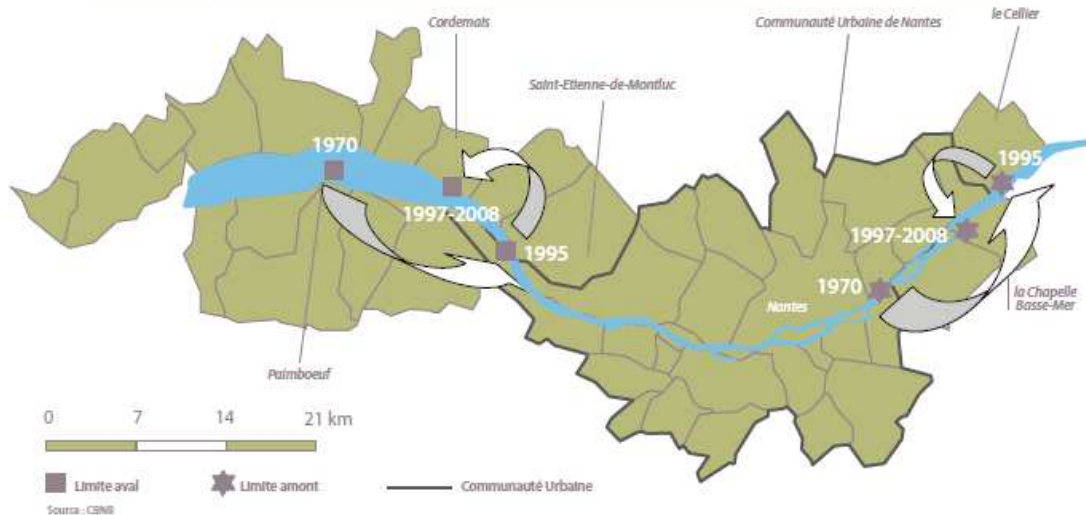 Cordemais
Communauté Urbaine de Nantes
le Cellier
Saint-Etienne-de-Montluc
1970
1995
1997-2008
1995
1997-2008
1970
Nantes
la Chapelle
Basse-Mer
Paimboeuf
0 7 14 21 km
Limite aval
Limite amont
Communauté Urbaine
Source : CBNB